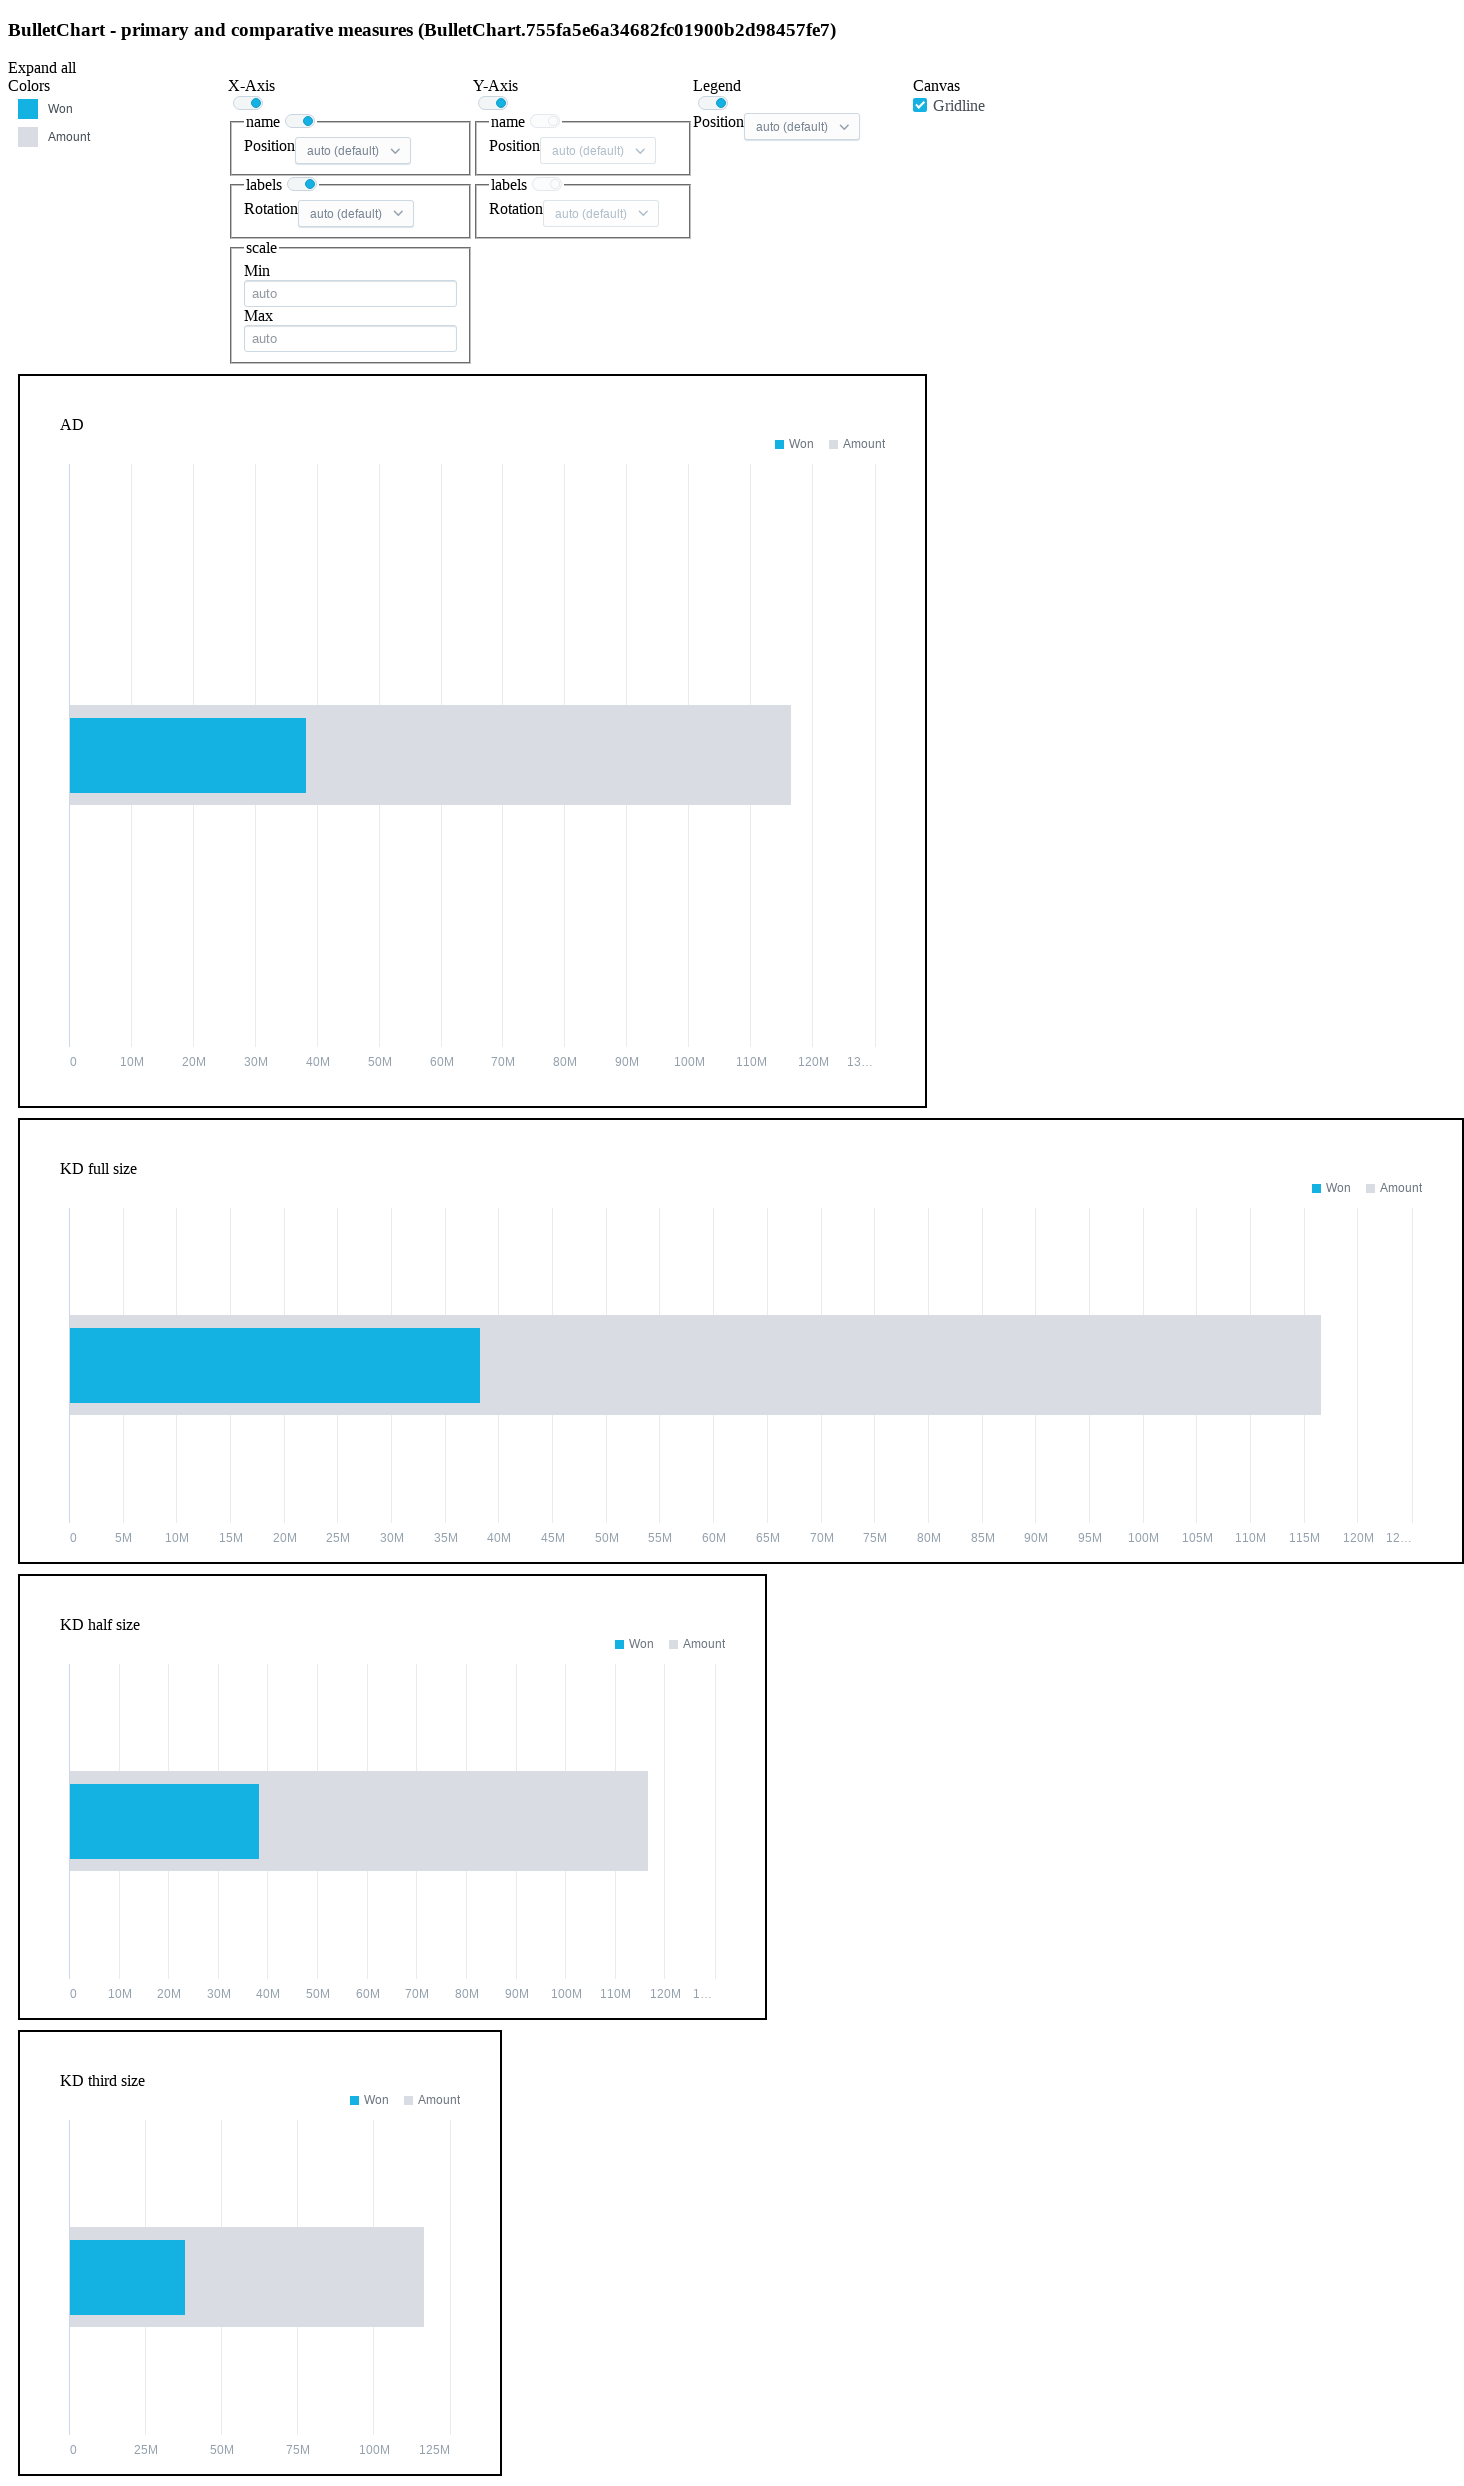 BulletChart - primary and comparative measures (BulletChart.755fa5e6a34682fc01900b2d98457fe7)
Expand all
Colors
Won
Amount
X-Axis
name
Position auto (default)
labels
Rotation auto (default)
scale
Min
auto
Max
auto
Y-Axis
name
Position auto (default)
labels
Rotation auto (default)
Legend
Position auto (default)
Canvas
Gridline
AD
Won Amount
0 10M 20M 30M 40M 50M 60M 70M 80M 90M 100M 110M 120M 13…
KD full size
Won Amount
0 5M 10M 15M 20M 25M 30M 35M 40M 45M 50M 55M 60M 65M 70M 75M 80M 85M 90M 95M 100M 105M 110M 115M 120M 12…
KD half size
Won Amount
0 10M 20M 30M 40M 50M 60M 70M 80M 90M 100M 110M 120M 1…
KD third size
Won Amount
0 25M 50M 75M 100M 125M